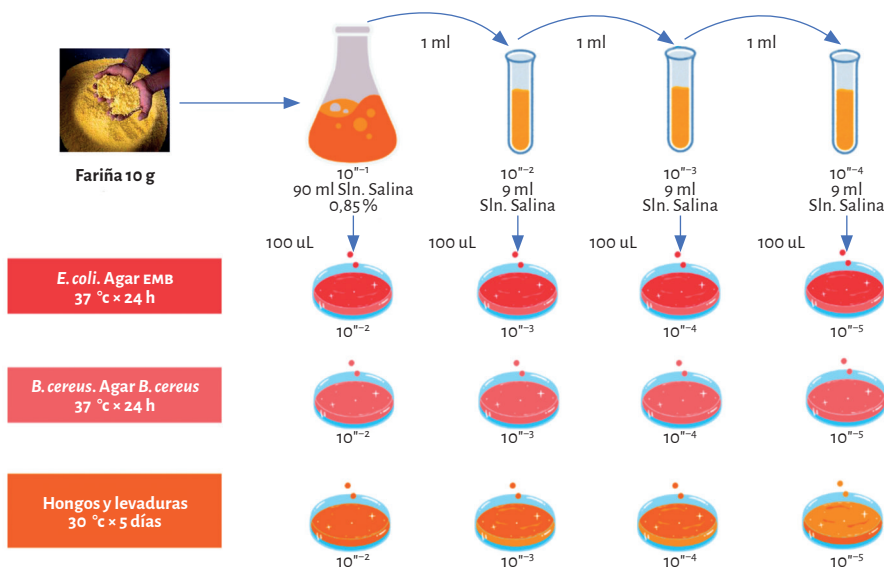 1 ml
1 ml
1 ml
Fariña 10 g
10"⁻¹
90 ml Sln. Salina
0,85 %
10"⁻²
9 ml
Sln. Salina
10"⁻³
9 ml
Sln. Salina
10"⁻⁴
9 ml
Sln. Salina
100 uL
100 uL
100 uL
100 uL
E. coli. Agar EMB
37 °c × 24 h
10"⁻²
10"⁻³
10"⁻⁴
10"⁻⁵
B. cereus. Agar B. cereus
37 °c × 24 h
10"⁻²
10"⁻³
10"⁻⁴
10"⁻⁵
Hongos y levaduras
30 °c × 5 días
10"⁻²
10"⁻³
10"⁻⁴
10"⁻⁵